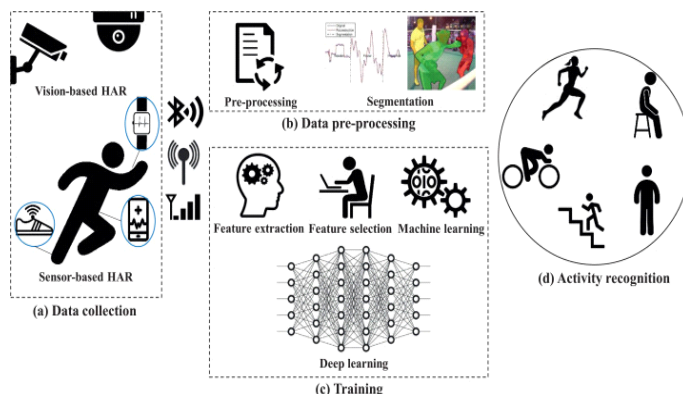 Vision-based HAR
Sensor-based HAR
(a) Data collection
Pre-processing
Segmentation
(b) Data pre-processing
Feature extraction
Feature selection
Machine learning
Deep learning
(c) Training
(d) Activity recognition